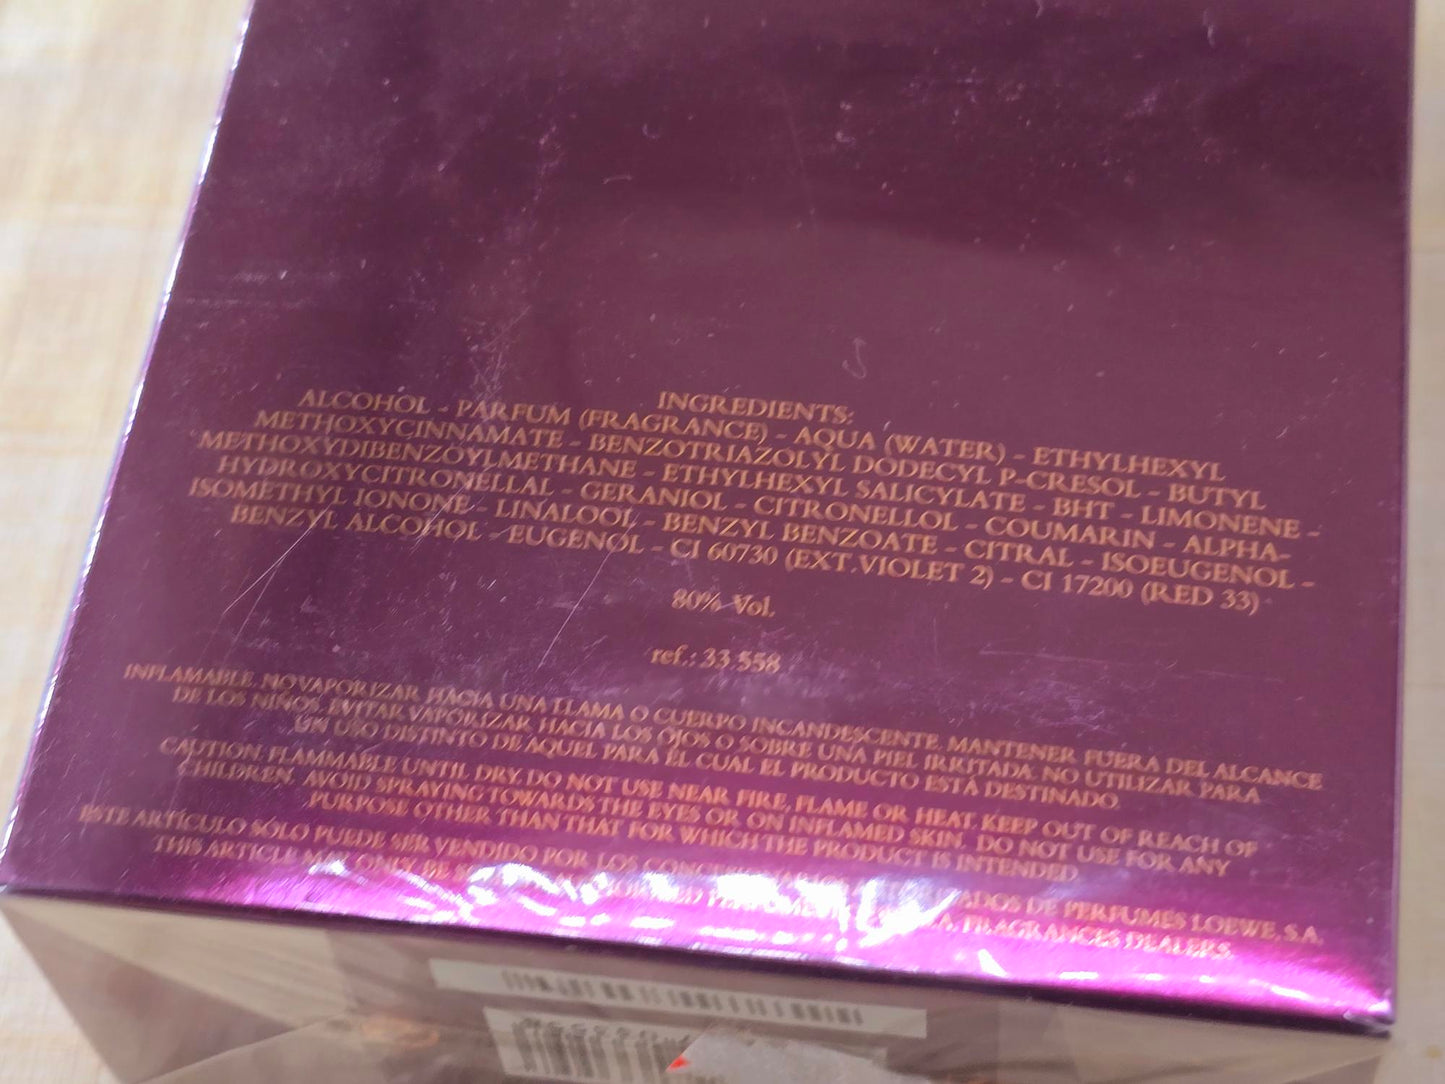 INGREDIENTS:
ALCOHOL - PARFUM (FRAGRANCE) - AQUA (WATER) - ETHYLHEXYL
METHOXYCINNAMATE - BENZOTRIAZOLYL DODECYL P-CRESOL - BUTYL
METHOXYDIBENZOYLMETHANE - ETHYLHEXYL SALICYLATE - BHT - LIMONENE -
HYDROXYCITRONELLAL - GERANIOL - CITRONELLOL - COUMARIN - ALPHA-
ISOMETHYL IONONE - LINALOOL - BENZYL BENZOATE - CITRAL - ISOEUGENOL -
BENZYL ALCOHOL - EUGENOL - CI 60730 (EXT.VIOLET 2) - CI 17200 (RED 33)
80% Vol.
ref.: 33 558
INFLAMABLE. NO VAPORIZAR HACIA UNA LLAMA O CUERPO INCANDESCENTE. MANTENER FUERA DEL ALCANCE
DE LOS NIÑOS. EVITAR VAPORIZAR HACIA LOS OJOS O SOBRE UNA PIEL IRRITADA. NO UTILIZAR PARA
UN USO DISTINTO DE AQUEL PARA EL CUAL EL PRODUCTO ESTÁ DESTINADO.
CAUTION. FLAMMABLE UNTIL DRY. DO NOT USE NEAR FIRE, FLAME OR HEAT. KEEP OUT OF REACH OF
CHILDREN. AVOID SPRAYING TOWARDS THE EYES OR ON INFLAMED SKIN. DO NOT USE FOR ANY
PURPOSE OTHER THAN THAT FOR WHICH THE PRODUCT IS INTENDED
ESTE ARTÍCULO SÓLO PUEDE SER VENDIDO POR LOS DE PERFUMES LOEWE, S.A.
THIS ARTICLE MAY ONLY BE FRAGRANCES DEALERS.